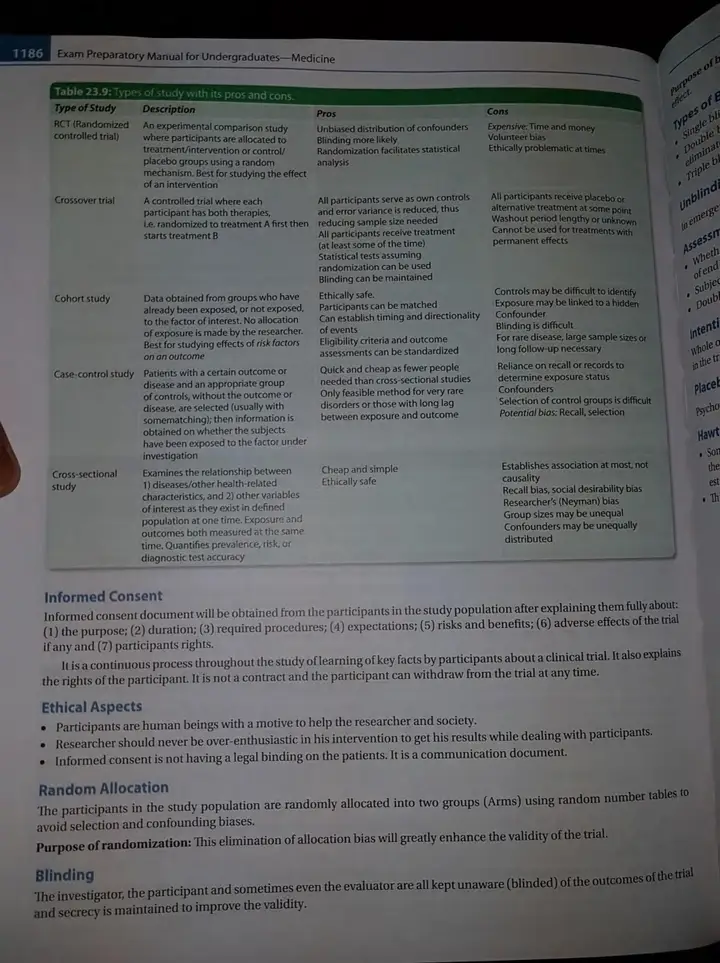 1186 Exam Preparatory Manual for Undergraduates—Medicine
Table 23.9: Types of study with its pros and cons.
Type of Study Description Pros Cons
RCT (Randomized
controlled trial)
An experimental comparison study
where participants are allocated to
treatment/intervention or control/
placebo groups using a random
mechanism. Best for studying the effect
of an intervention
Unbiased distribution of confounders
Blinding more likely
Randomization facilitates statistical
analysis
Expensive: Time and money
Volunteer bias
Ethically problematic at times
Crossover trial
A controlled trial where each
participant has both therapies,
i.e. randomized to treatment A first then
starts treatment B
All participants serve as own controls
and error variance is reduced, thus
reducing sample size needed
All participants receive treatment
(at least some of the time)
Statistical tests assuming
randomization can be used
Blinding can be maintained
All participants receive placebo or
alternative treatment at some point
Washout period lengthy or unknown
Cannot be used for treatments with
permanent effects
Cohort study
Data obtained from groups who have
already been exposed, or not exposed,
to the factor of interest. No allocation
of exposure is made by the researcher.
Best for studying effects of risk factors
on an outcome
Ethically safe.
Participants can be matched
Can establish timing and directionality
of events
Eligibility criteria and outcome
assessments can be standardized
Controls may be difficult to identify
Exposure may be linked to a hidden
Confounder
Blinding is difficult
For rare disease, large sample sizes or
long follow-up necessary
Case-control study
Patients with a certain outcome or
disease and an appropriate group
of controls, without the outcome or
disease, are selected (usually with
somematching); then information is
obtained on whether the subjects
have been exposed to the factor under
investigation
Quick and cheap as fewer people
needed than cross-sectional studies
Only feasible method for very rare
disorders or those with long lag
between exposure and outcome
Reliance on recall or records to
determine exposure status
Confounders
Selection of control groups is difficult
Potential bias: Recall, selection
Cross-sectional
study
Examines the relationship between
1) diseases/other health-related
characteristics, and 2) other variables
of interest as they exist in defined
population at one time. Exposure and
outcomes both measured at the same
time. Quantifies prevalence, risk, or
diagnostic test accuracy
Cheap and simple
Ethically safe
Establishes association at most, not
causality
Recall bias, social desirability bias
Researcher's (Neyman) bias
Group sizes may be unequal
Confounders may be unequally
distributed
Informed Consent
Informed consent document will be obtained from the participants in the study population after explaining them fully about:
(1) the purpose; (2) duration; (3) required procedures; (4) expectations; (5) risks and benefits; (6) adverse effects of the trial
if any and (7) participants rights.
It is a continuous process throughout the study of learning of key facts by participants about a clinical trial. It also explains
the rights of the participant. It is not a contract and the participant can withdraw from the trial at any time.
Ethical Aspects
• Participants are human beings with a motive to help the researcher and society.
• Researcher should never be over-enthusiastic in his intervention to get his results while dealing with participants.
• Informed consent is not having a legal binding on the patients. It is a communication document.
Random Allocation
The participants in the study population are randomly allocated into two groups (Arms) using random number tables to
avoid selection and confounding biases.
Purpose of randomization: This elimination of allocation bias will greatly enhance the validity of the trial.
Blinding
The investigator, the participant and sometimes even the evaluator are all kept unaware (blinded) of the outcomes of the trial
and secrecy is maintained to improve the validity.
Purpose of
effect.
Types of
• Single
• Double
• Triple
in emerge
• Wheth
of end
• Subjec
• Doubl
Intenti
whole o
in the tr
Placeb
Psycho
Hawt
• Som
the
est
• Th